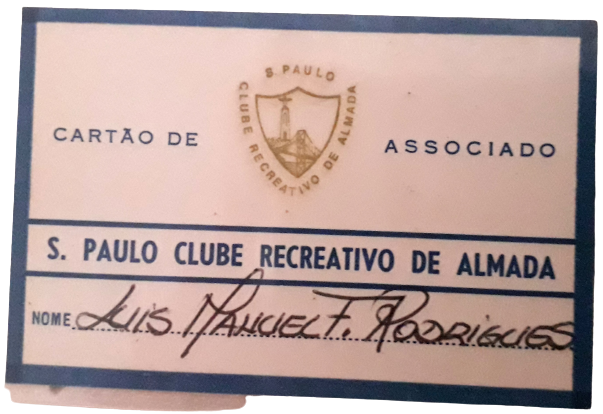 S. PAULO
CLUBE RECREATIVO DE ALMADA
CARTÃO DE ASSOCIADO
S. PAULO CLUBE RECREATIVO DE ALMADA
NOME Luis Manuel F. Rodrigues